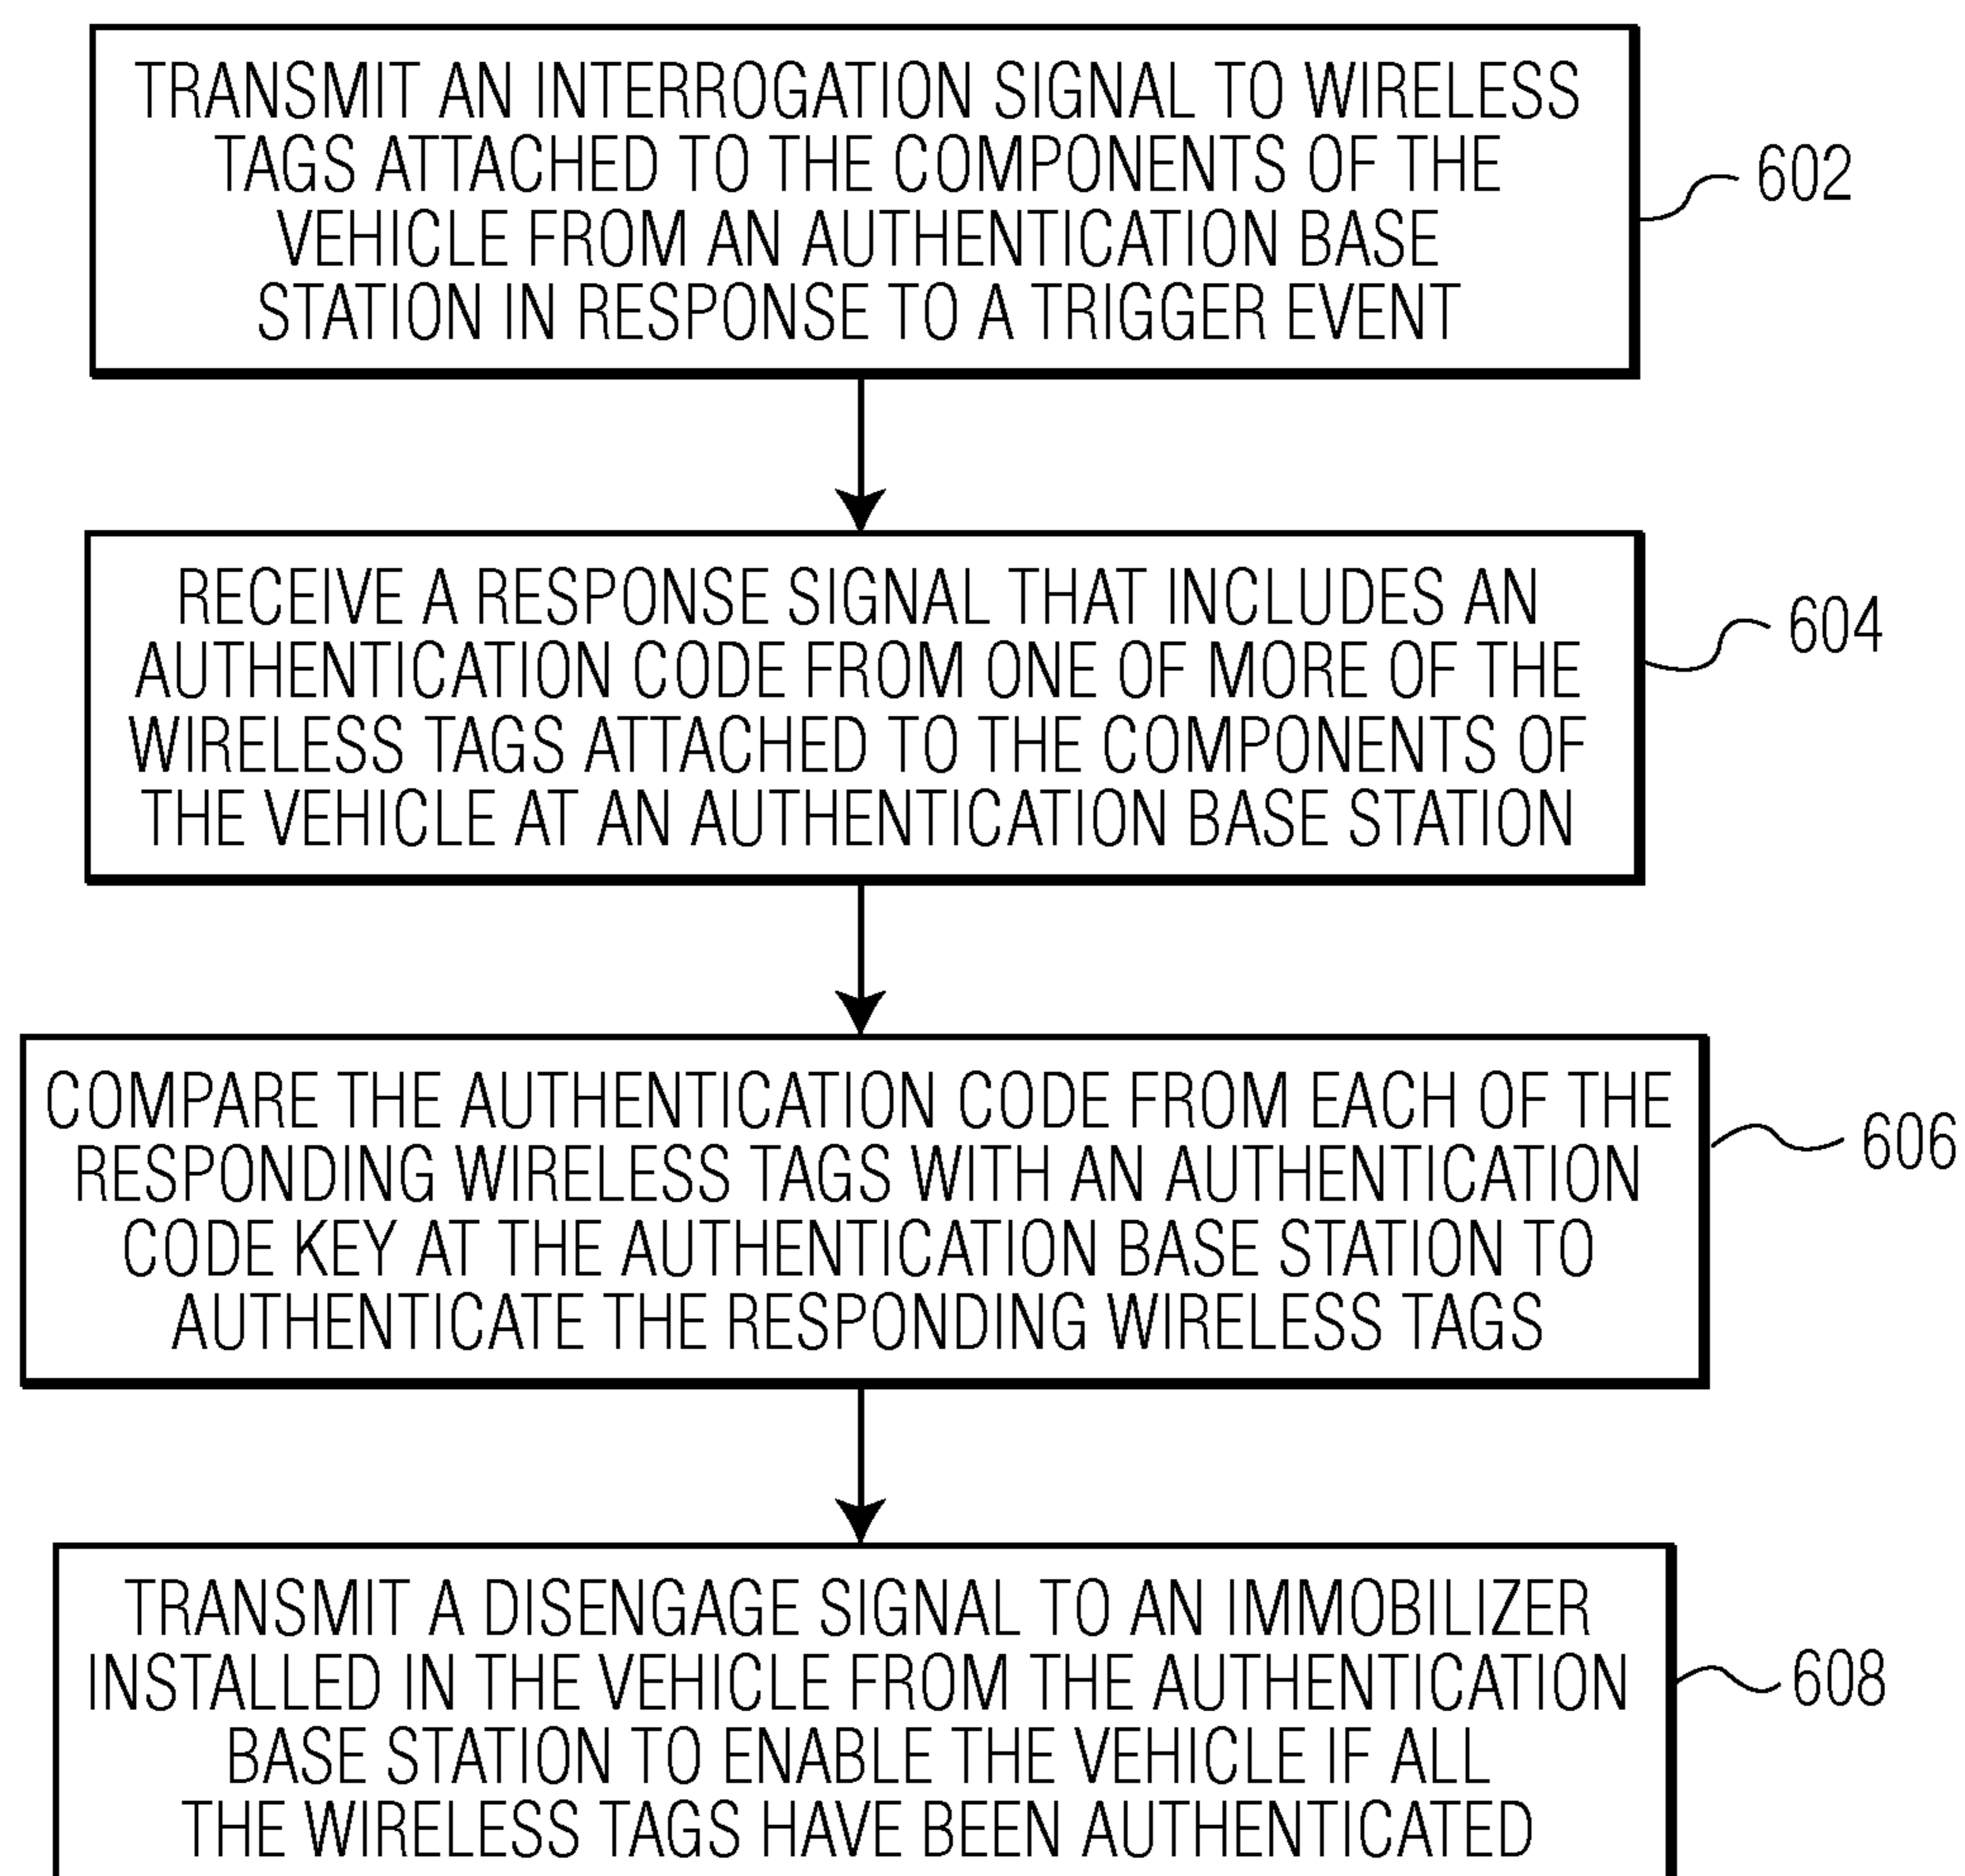 TRANSMIT AN INTERROGATION SIGNAL TO WIRELESS
TAGS ATTACHED TO THE COMPONENTS OF THE
VEHICLE FROM AN AUTHENTICATION BASE
STATION IN RESPONSE TO A TRIGGER EVENT
602
RECEIVE A RESPONSE SIGNAL THAT INCLUDES AN
AUTHENTICATION CODE FROM ONE OF MORE OF THE
WIRELESS TAGS ATTACHED TO THE COMPONENTS OF
THE VEHICLE AT AN AUTHENTICATION BASE STATION
604
COMPARE THE AUTHENTICATION CODE FROM EACH OF THE
RESPONDING WIRELESS TAGS WITH AN AUTHENTICATION
CODE KEY AT THE AUTHENTICATION BASE STATION TO
AUTHENTICATE THE RESPONDING WIRELESS TAGS
606
TRANSMIT A DISENGAGE SIGNAL TO AN IMMOBILIZER
INSTALLED IN THE VEHICLE FROM THE AUTHENTICATION
BASE STATION TO ENABLE THE VEHICLE IF ALL
THE WIRELESS TAGS HAVE BEEN AUTHENTICATED
608